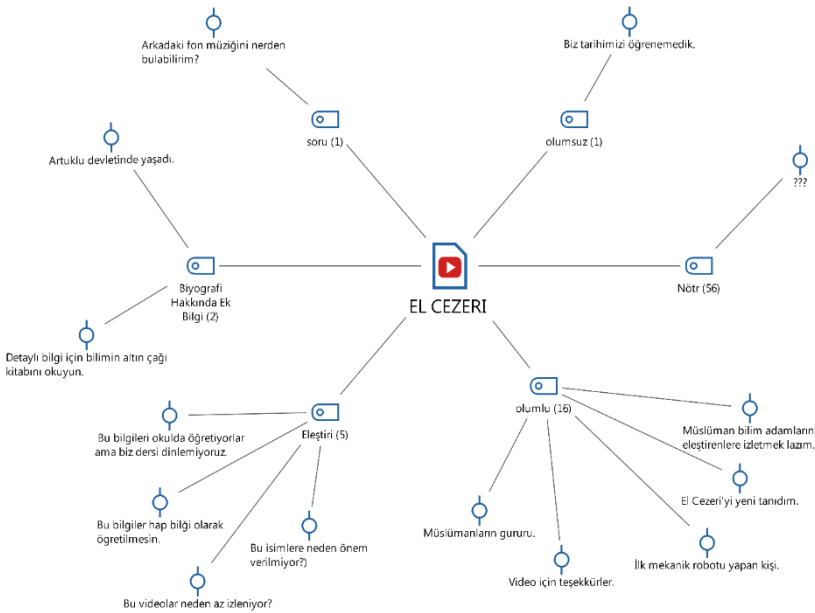 Arkadaki fon müziğini nerden
bulabilirim?
Biz tarihimizi öğrenemedik.
soru (1)
olumsuz (1)
Artuklu devletinde yaşadı.
???
Biyografi
Hakkında Ek
Bilgi (2)
EL CEZERI
Nötr (56)
Detaylı bilgi için bilimin altın çağı
kitabını okuyun.
Eleştiri (5)
olumlu (16)
Bu bilgileri okulda öğretiyorlar
ama biz dersi dinlemiyoruz.
Müslüman bilim adamların
eleştirenlere izletmek lazım.
Bu bilgiler hap bilği olarak
ögretilmesin.
El Cezeri'yi yeni tanıdım.
Bu isimlere neden önem
verilmiyor?)
Müslümanların gururu.
Bu videolar neden az izleniyor?
Video için teşekkürler.
İlk mekanik robotu yapan kişi.